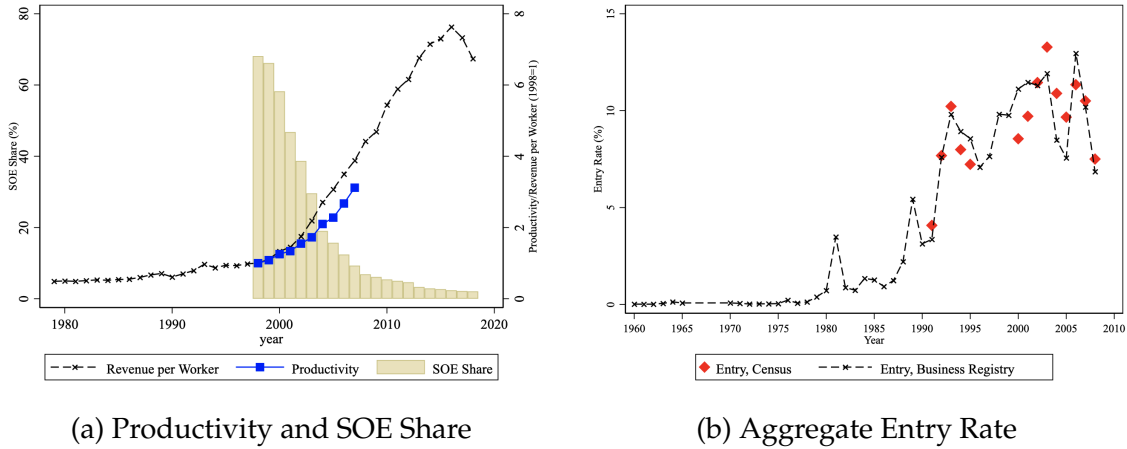 80
60
40
20
0
SOE Share (%)
8
6
4
2
0
Productivity/Revenue per Worker (1998=1)
1980
1990
2000
2010
2020
year
Revenue per Worker
Productivity
SOE Share
(a) Productivity and SOE Share
15
10
5
0
Entry Rate (%)
1960
1965
1970
1975
1980
1985
1990
1995
2000
2005
2010
Year
Entry, Census
Entry, Business Registry
(b) Aggregate Entry Rate